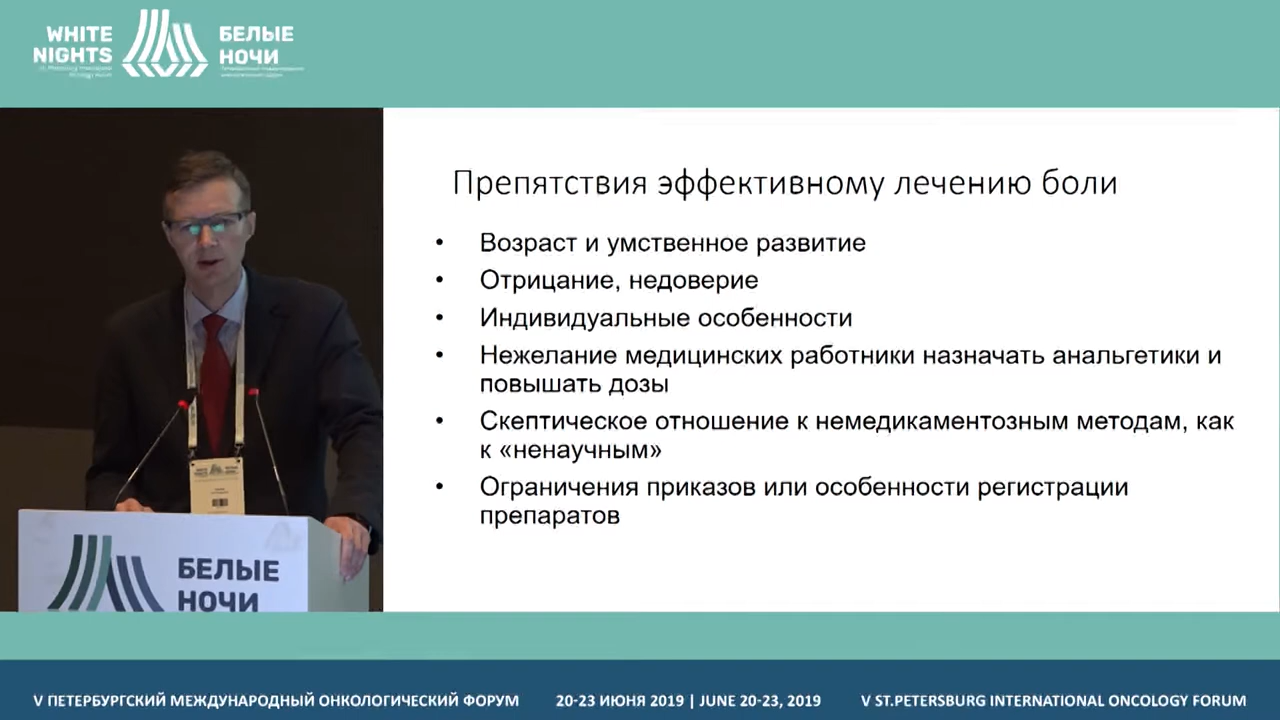 WHITE
NIGHTS
БЕЛЫЕ
НОЧИ
Препятствия эффективному лечению боли
• Возраст и умственное развитие
• Отрицание, недоверие
• Индивидуальные особенности
• Нежелание медицинских работники назначать анальгетики и
повышать дозы
• Скептическое отношение к немедикаментозным методам, как
к «ненаучным»
• Ограничения приказов или особенности регистрации
препаратов
БЕЛЫЕ
НОЧИ
V ПЕТЕРБУРГСКИЙ МЕЖДУНАРОДНЫЙ ОНКОЛОГИЧЕСКИЙ ФОРУМ 20-23 ИЮНЯ 2019 | JUNE 20-23, 2019 V ST.PETERSBURG INTERNATIONAL ONCOLOGY FORUM